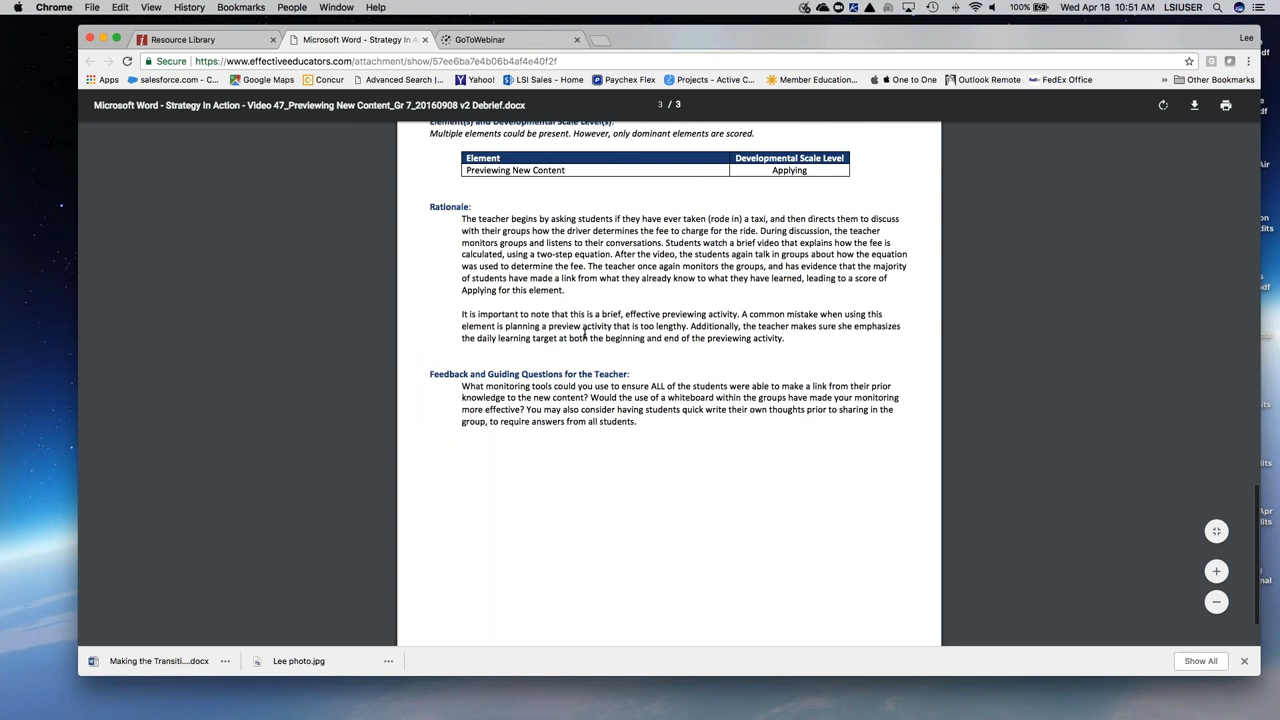 Chrome File Edit View History Bookmarks People Window Help 100% Wed Apr 18 10:51 AM LSIUSER
Resource Library Microsoft Word - Strategy In A GoToWebinar Lee
Secure https://www.effectiveeducators.com/attachment/show/57ee6ba7e4b06b4af4e40f2f
Apps salesforce.com - C... Google Maps Concur Advanced Search |... Yahoo! LSI Sales - Home Paychex Flex Projects - Active C... Member Education... One to One Outlook Remote FedEx Office » Other Bookmarks
Microsoft Word - Strategy In Action - Video 47_Previewing New Content_Gr 7_20160908 v2 Debrief.docx 3 / 3
Element(s) and Developmental Scale Level(s):
Multiple elements could be present. However, only dominant elements are scored.
Element Developmental Scale Level
Previewing New Content Applying
Rationale:
The teacher begins by asking students if they have ever taken (rode in) a taxi, and then directs them to discuss
with their groups how the driver determines the fee to charge for the ride. During discussion, the teacher
monitors groups and listens to their conversations. Students watch a brief video that explains how the fee is
calculated, using a two-step equation. After the video, the students again talk in groups about how the equation
was used to determine the fee. The teacher once again monitors the groups, and has evidence that the majority
of students have made a link from what they already know to what they have learned, leading to a score of
Applying for this element.
It is important to note that this is a brief, effective previewing activity. A common mistake when using this
element is planning a preview activity that is too lengthy. Additionally, the teacher makes sure she emphasizes
the daily learning target at both the beginning and end of the previewing activity.
Feedback and Guiding Questions for the Teacher:
What monitoring tools could you use to ensure ALL of the students were able to make a link from their prior
knowledge to the new content? Would the use of a whiteboard within the groups have made your monitoring
more effective? You may also consider having students quick write their own thoughts prior to sharing in the
group, to require answers from all students.
Making the Transiti....docx Lee photo.jpg Show All